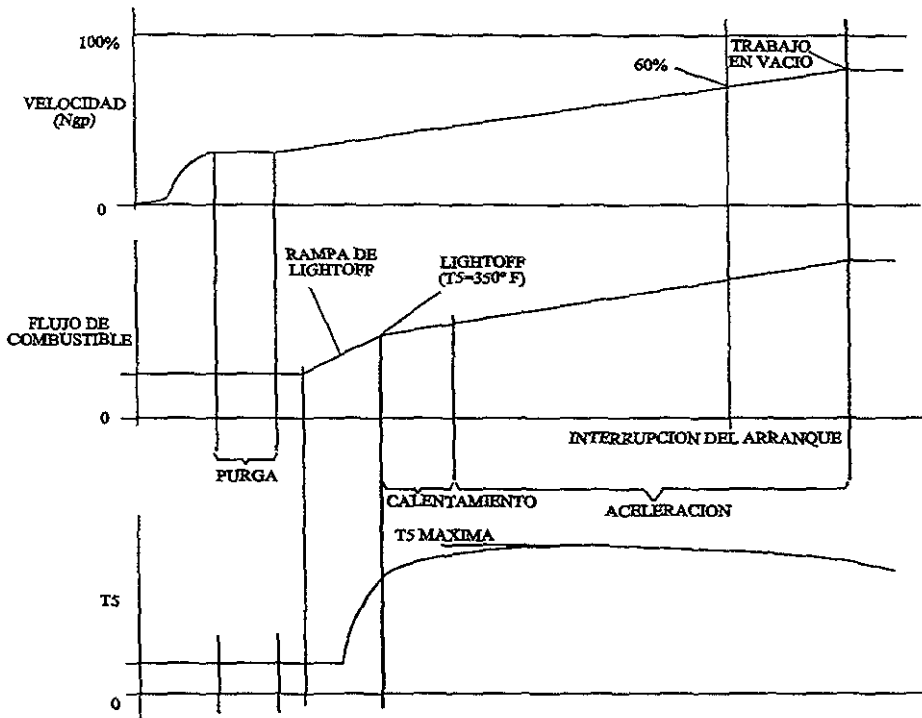 100%
VELOCIDAD
(Ngp)
0
60%
TRABAJO
EN VACIO
RAMPA DE
LIGHTOFF
LIGHTOFF
(T5=350° F)
FLUJO DE
COMBUSTIBLE
0
INTERRUPCION DEL ARRANQUE
PURGA
CALENTAMIENTO
ACELERACION
T5 MAXIMA
T5
0